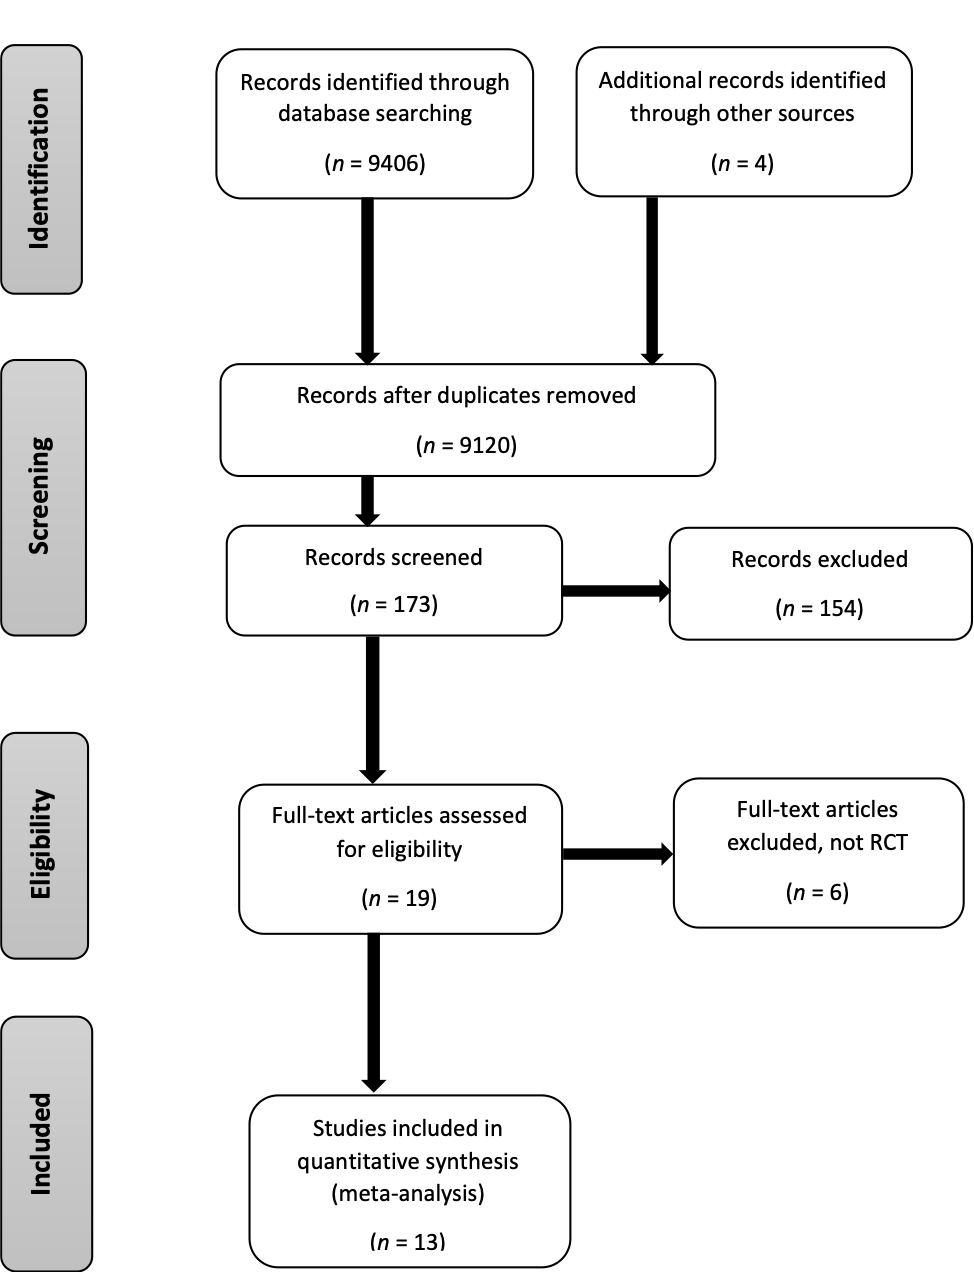 Identification
Records identified through
database searching
(n = 9406)
Additional records identified
through other sources
(n = 4)
Screening
Records after duplicates removed
(n = 9120)
Records screened
(n = 173)
Records excluded
(n = 154)
Eligibility
Full-text articles assessed
for eligibility
(n = 19)
Full-text articles
excluded, not RCT
(n = 6)
Included
Studies included in
quantitative synthesis
(meta-analysis)
(n = 13)